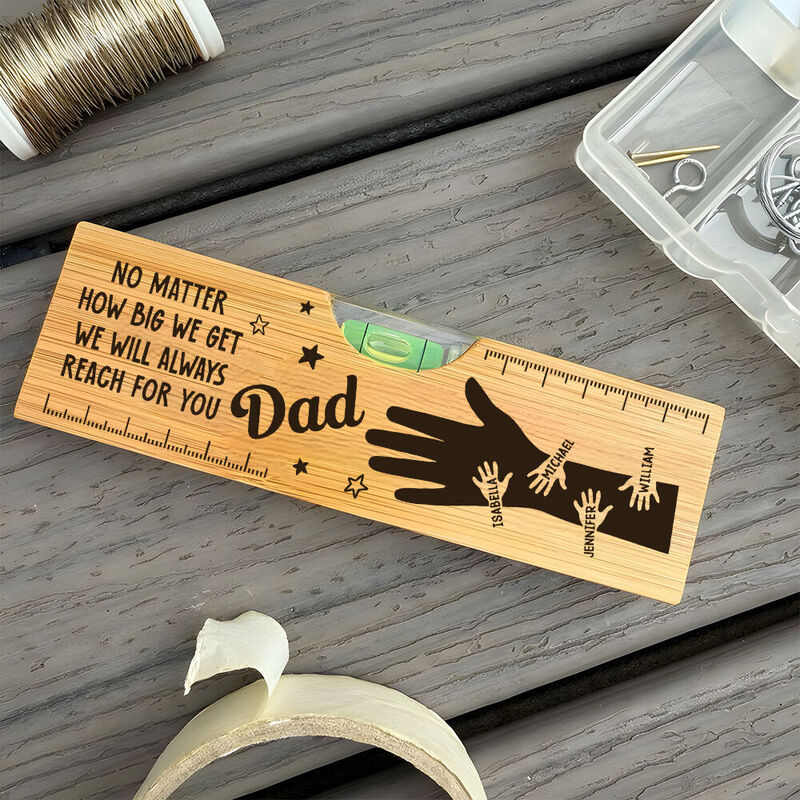 NO MATTER
HOW BIG WE GET
WE WILL ALWAYS
REACH FOR YOU
Dad
ISABELLA
MICHAEL
JENNIFER
WILLIAM